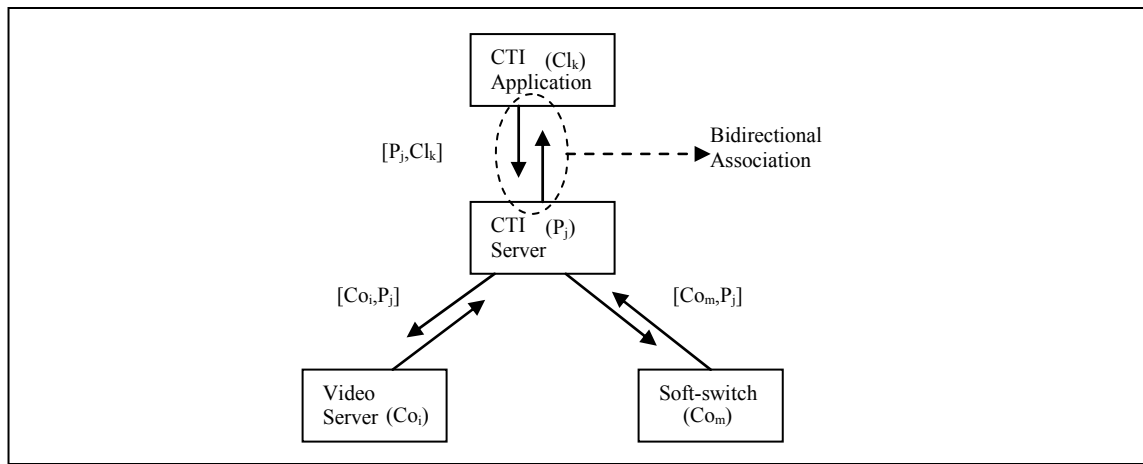 CTI (Clₖ)
Application
[Pⱼ,Clₖ]
Bidirectional
Association
CTI (Pⱼ)
Server
[Coᵢ,Pⱼ]
[Coₘ,Pⱼ]
Video
Server (Coᵢ)
Soft-switch
(Coₘ)